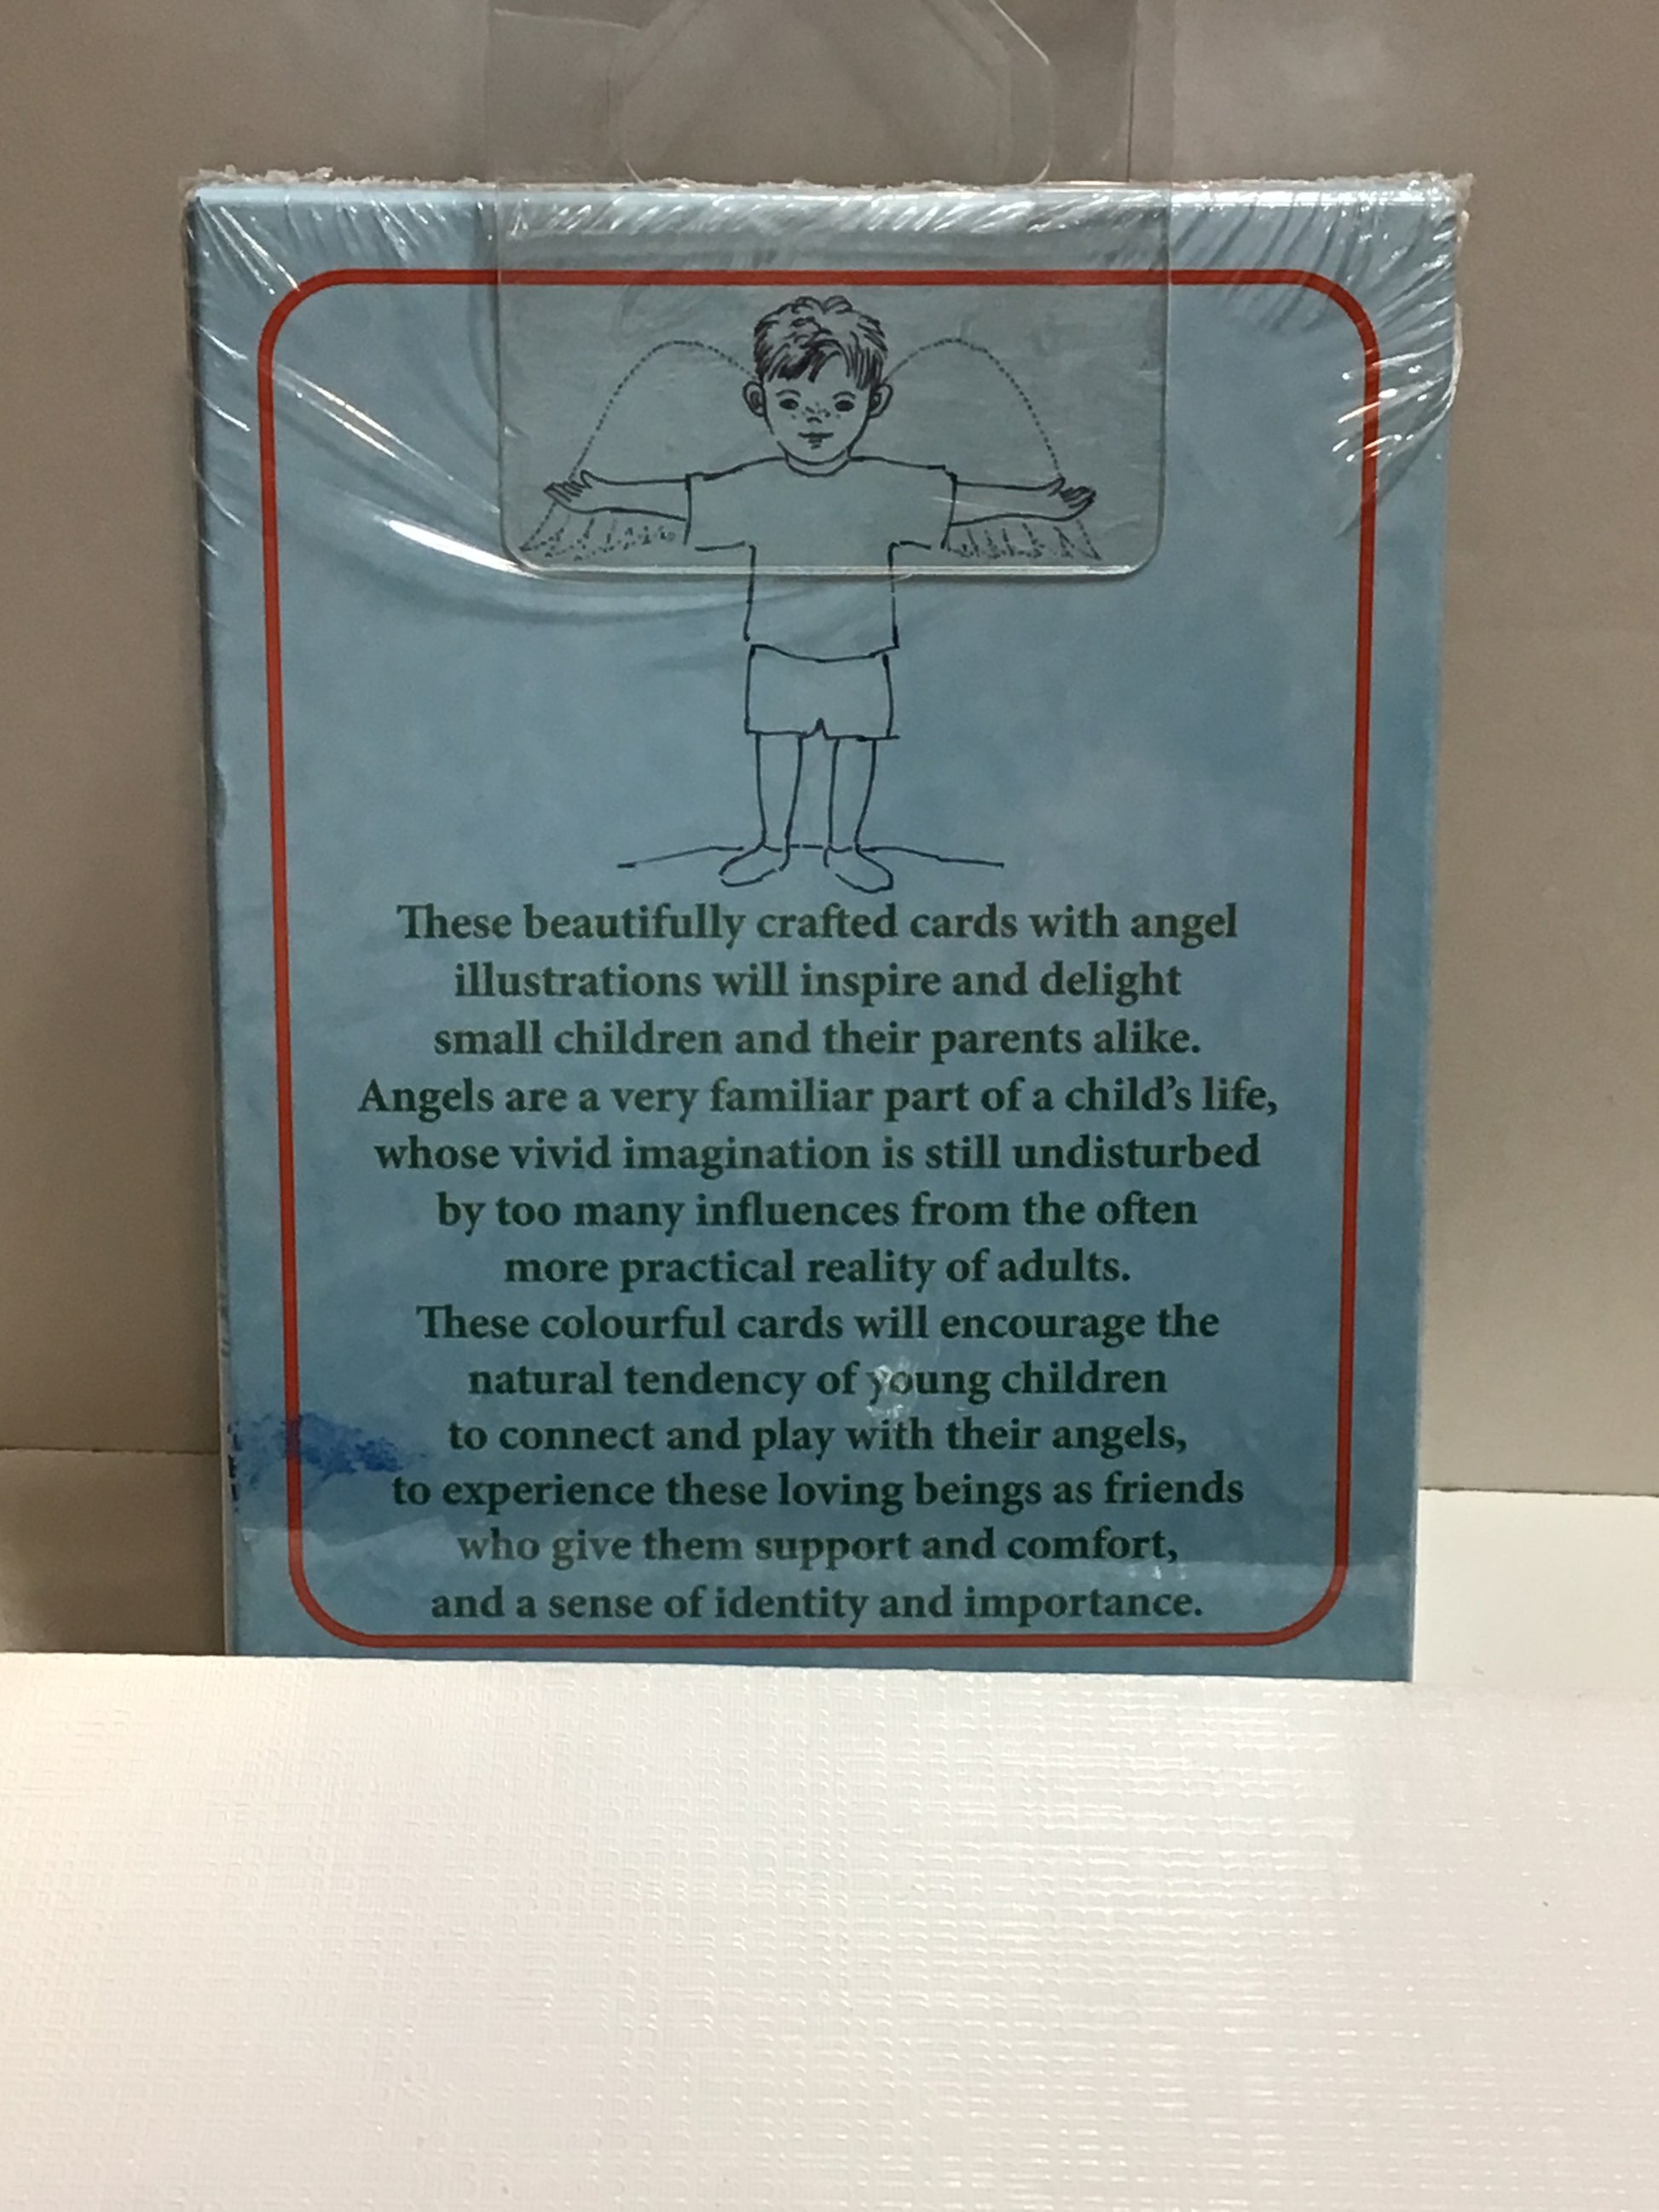 These beautifully crafted cards with angel
illustrations will inspire and delight
small children and their parents alike.
Angels are a very familiar part of a child's life,
whose vivid imagination is still undisturbed
by too many influences from the often
more practical reality of adults.
These colourful cards will encourage the
natural tendency of young children
to connect and play with their angels,
to experience these loving beings as friends
who give them support and comfort,
and a sense of identity and importance.